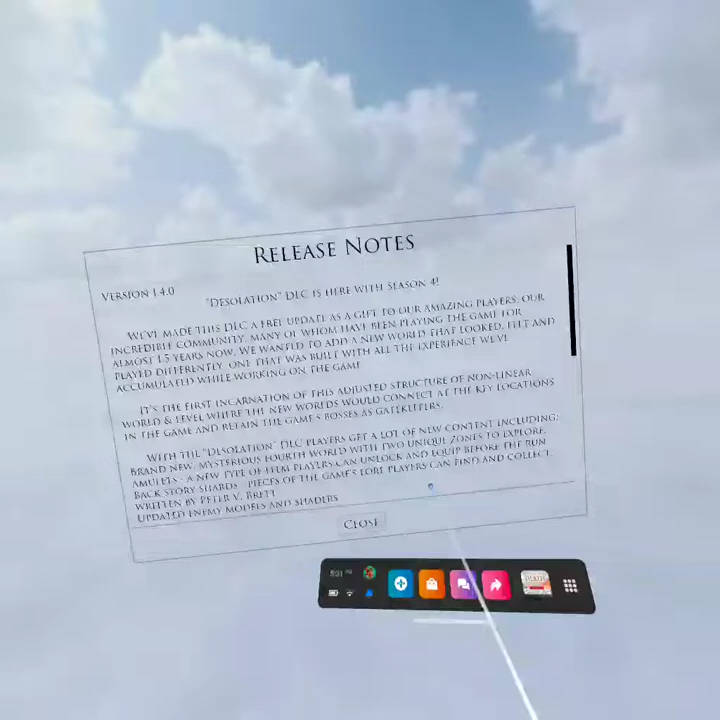 RELEASE NOTES
VERSION 1.4.0
"DESOLATION" DLC IS HERE WITH SEASON 4!
WE'VE MADE THIS DLC A FREE UPDATE AS A GIFT TO OUR AMAZING PLAYERS, OUR
INCREDIBLE COMMUNITY, MANY OF WHOM HAVE BEEN PLAYING THE GAME FOR
ALMOST 1.5 YEARS NOW. WE WANTED TO ADD A NEW WORLD THAT LOOKED, FELT AND
PLAYED DIFFERENTLY, ONE THAT WAS BUILT WITH ALL THE EXPERIENCE WE'VE
ACCUMULATED WHILE WORKING ON THE GAME
IT'S THE FIRST INCARNATION OF THIS ADJUSTED STRUCTURE OF NON-LINEAR
WORLD & LEVEL WHERE THE NEW WORLDS WOULD CONNECT AT THE KEY LOCATIONS
IN THE GAME AND RETAIN THE GAME'S BOSSES AS GATEKEEPERS.
WITH THE "DESOLATION" DLC PLAYERS GET A LOT OF NEW CONTENT INCLUDING:
BRAND NEW, MYSTERIOUS FOURTH WORLD WITH TWO UNIQUE ZONES TO EXPLORE.
AMULETS - A NEW TYPE OF ITEM PLAYERS CAN UNLOCK AND EQUIP BEFORE THE RUN
BACK STORY SHARDS - PIECES OF THE GAME'S LORE PLAYERS CAN FIND AND COLLECT,
WRITTEN BY PETER V. BRETT
UPDATED ENEMY MODELS AND SHADERS
CLOSE